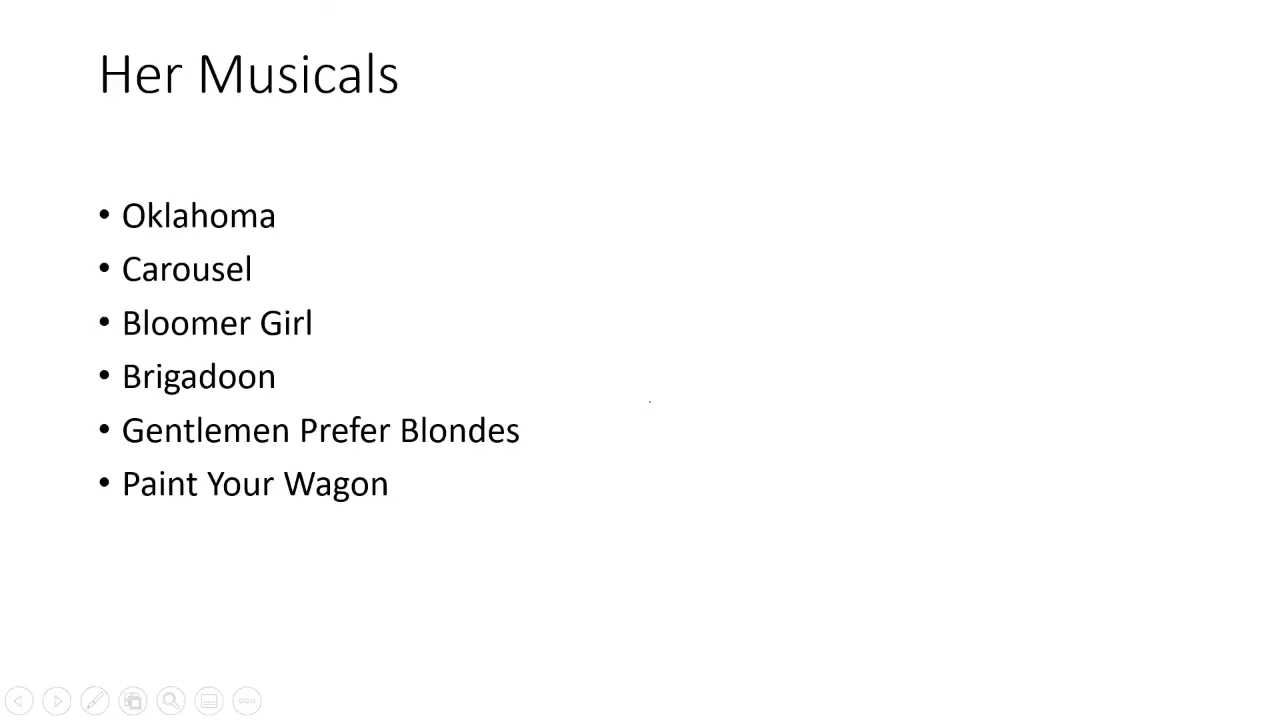 Her Musicals
• Oklahoma
• Carousel
• Bloomer Girl
• Brigadoon
• Gentlemen Prefer Blondes
• Paint Your Wagon